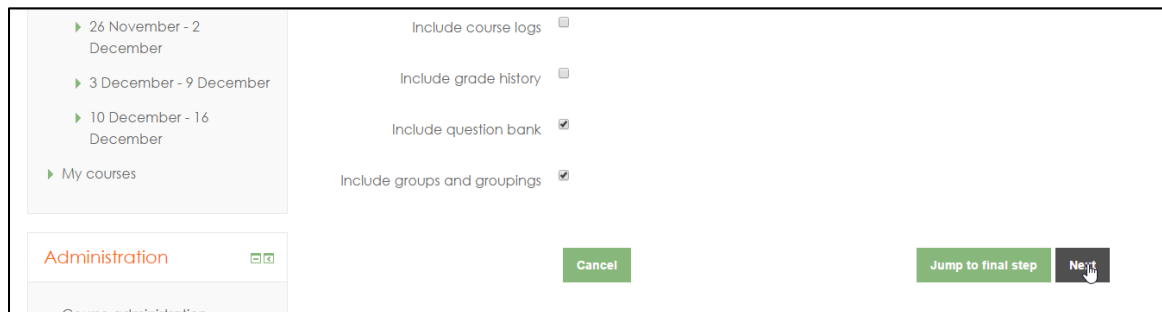 26 November - 2
December
3 December - 9 December
10 December - 16
December
My courses
Administration
Include course logs
Include grade history
Include question bank
Include groups and groupings
Cancel
Jump to final step
Next